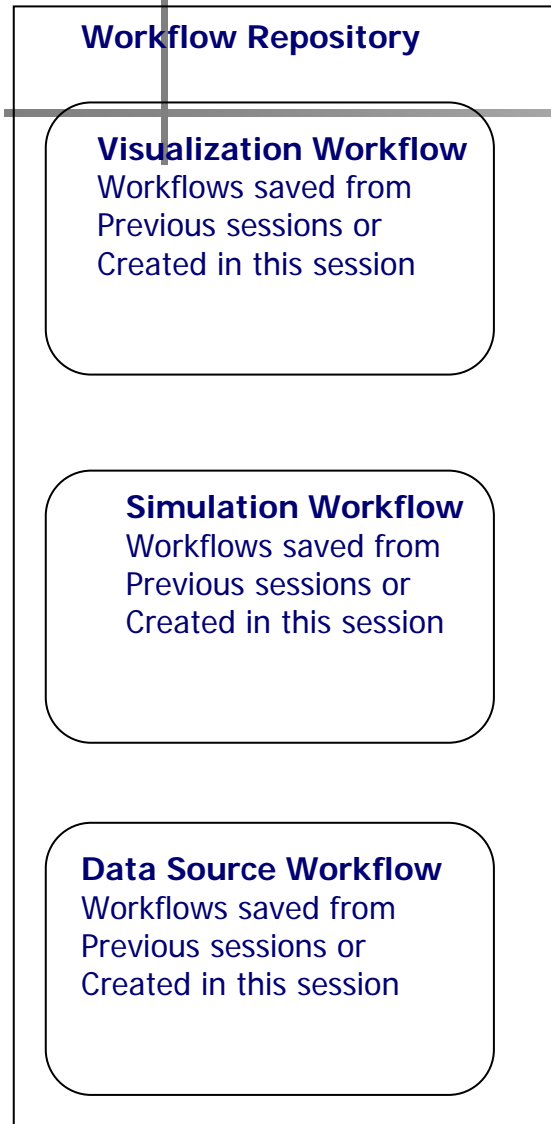 Workflow Repository
Visualization Workflow
Workflows saved from
Previous sessions or
Created in this session
Simulation Workflow
Workflows saved from
Previous sessions or
Created in this session
Data Source Workflow
Workflows saved from
Previous sessions or
Created in this session